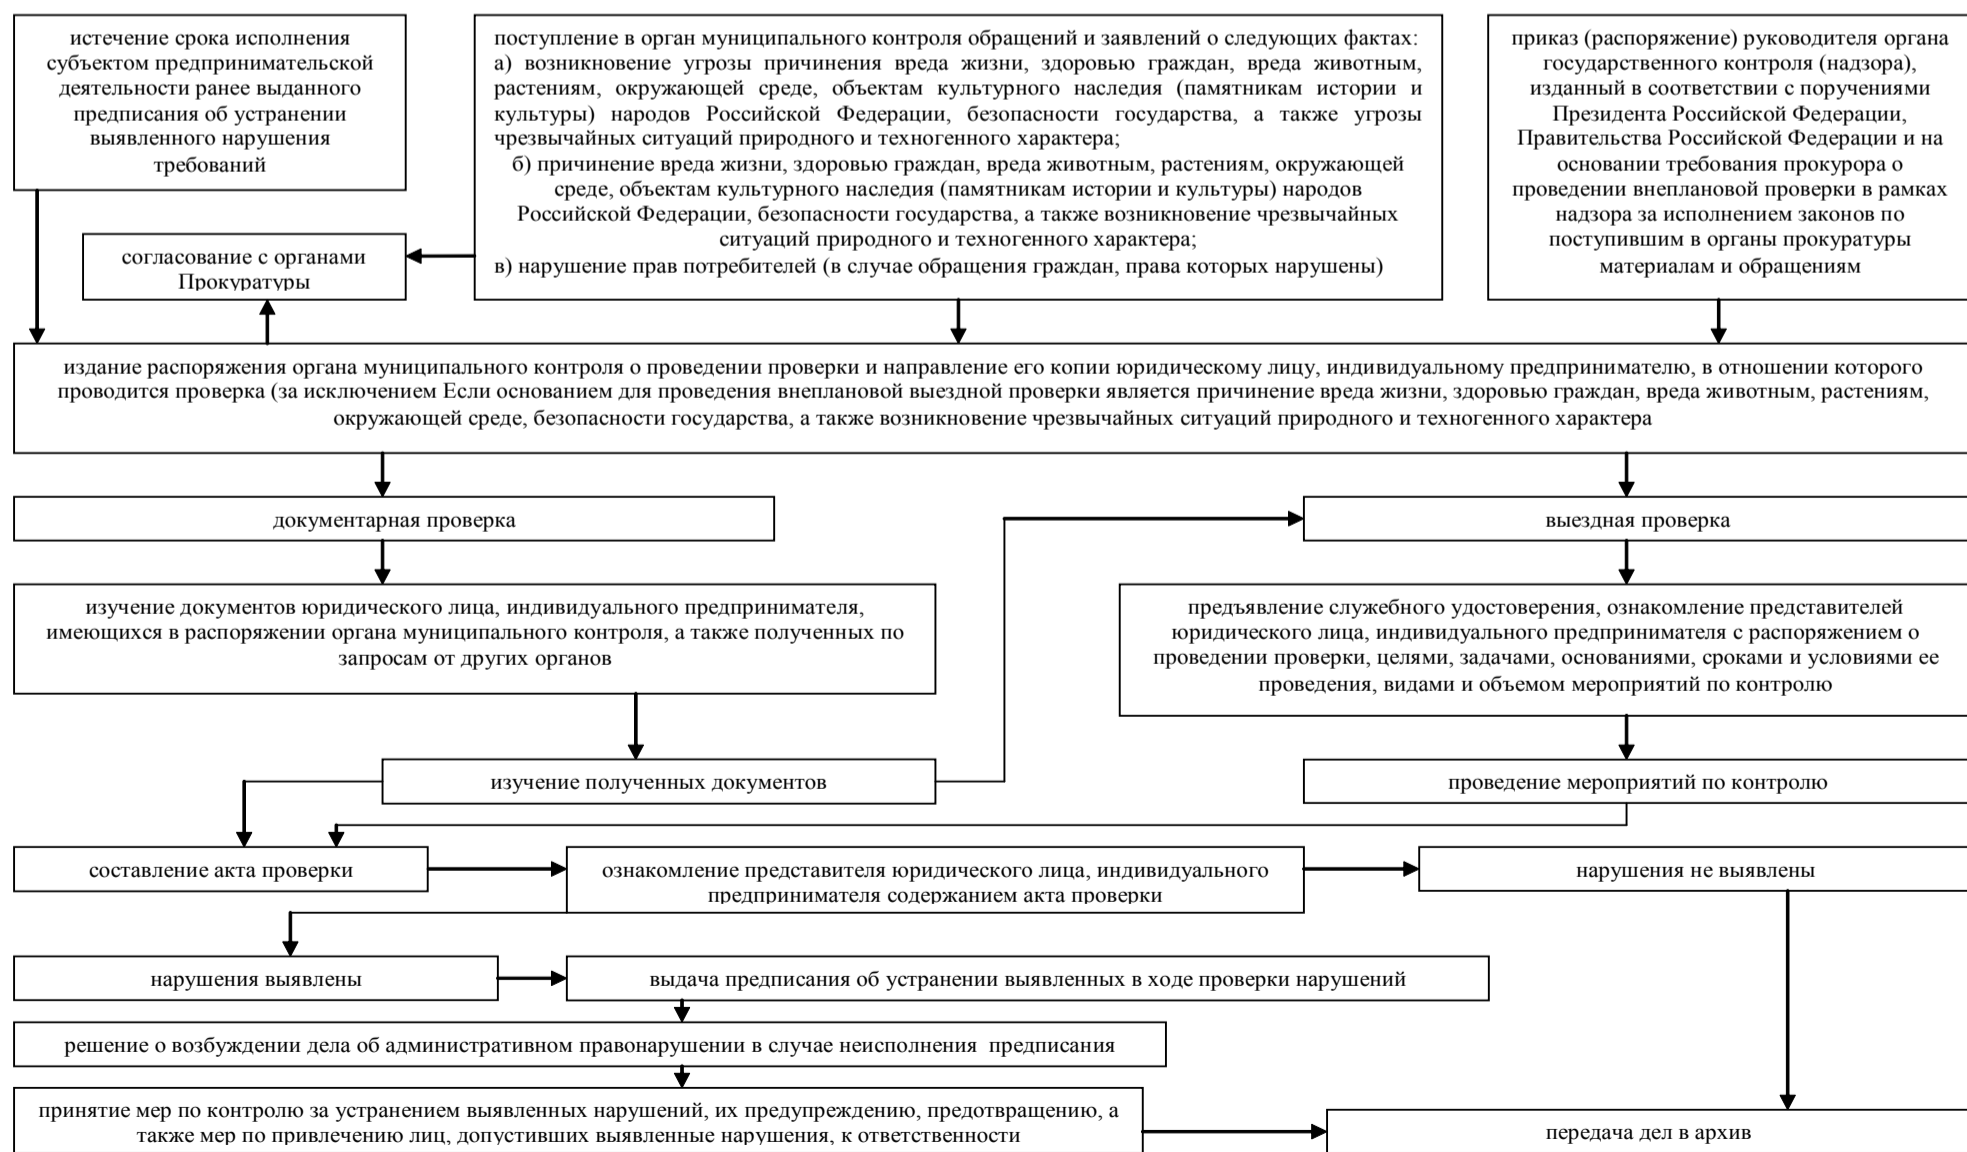 истечение срока исполнения
субъектом предпринимательской
деятельности ранее выданного
предписания об устранении
выявленного нарушения
требований
поступление в орган муниципального контроля обращений и заявлений о следующих фактах:
а) возникновение угрозы причинения вреда жизни, здоровью граждан, вреда животным,
растениям, окружающей среде, объектам культурного наследия (памятникам истории и
культуры) народов Российской Федерации, безопасности государства, а также угрозы
чрезвычайных ситуаций природного и техногенного характера;
б) причинение вреда жизни, здоровью граждан, вреда животным, растениям, окружающей
среде, объектам культурного наследия (памятникам истории и культуры) народов
Российской Федерации, безопасности государства, а также возникновение чрезвычайных
ситуаций природного и техногенного характера;
в) нарушение прав потребителей (в случае обращения граждан, права которых нарушены)
приказ (распоряжение) руководителя органа
государственного контроля (надзора),
изданный в соответствии с поручениями
Президента Российской Федерации,
Правительства Российской Федерации и на
основании требования прокурора о
проведении внеплановой проверки в рамках
надзора за исполнением законов по
поступившим в органы прокуратуры
материалам и обращениям
согласование с органами
Прокуратуры
издание распоряжения органа муниципального контроля о проведении проверки и направление его копии юридическому лицу, индивидуальному предпринимателю, в отношении которого
проводится проверка (за исключением Если основанием для проведения внеплановой выездной проверки является причинение вреда жизни, здоровью граждан, вреда животным, растениям,
окружающей среде, безопасности государства, а также возникновение чрезвычайных ситуаций природного и техногенного характера
документарная проверка
выездная проверка
изучение документов юридического лица, индивидуального предпринимателя,
имеющихся в распоряжении органа муниципального контроля, а также полученных по
запросам от других органов
предъявление служебного удостоверения, ознакомление представителей
юридического лица, индивидуального предпринимателя с распоряжением о
проведении проверки, целями, задачами, основаниями, сроками и условиями ее
проведения, видами и объемом мероприятий по контролю
изучение полученных документов
проведение мероприятий по контролю
составление акта проверки
ознакомление представителя юридического лица, индивидуального
предпринимателя содержанием акта проверки
нарушения не выявлены
нарушения выявлены
выдача предписания об устранении выявленных в ходе проверки нарушений
решение о возбуждении дела об административном правонарушении в случае неисполнения предписания
принятие мер по контролю за устранением выявленных нарушений, их предупреждению, предотвращению, а
также мер по привлечению лиц, допустивших выявленные нарушения, к ответственности
передача дел в архив